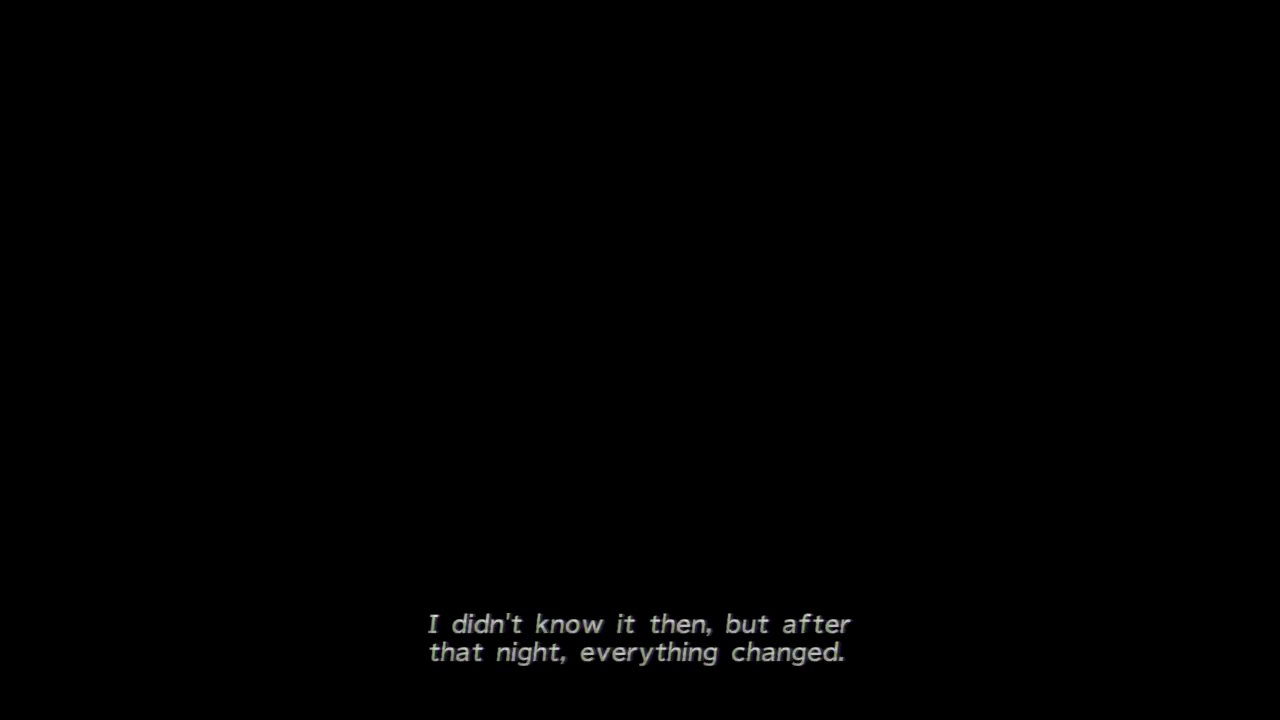 I didn't know it then, but after
that night, everything changed.